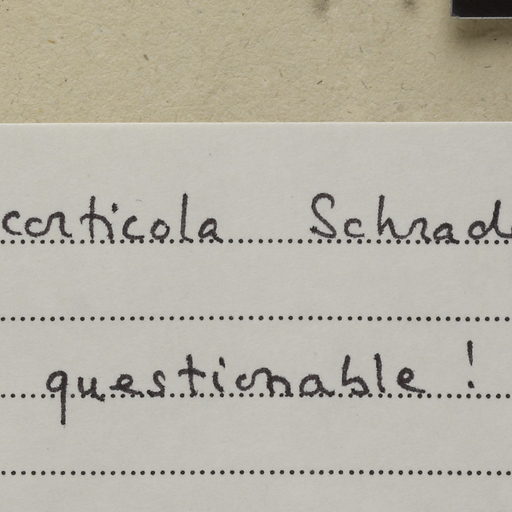 corticola Schrad
questionable !